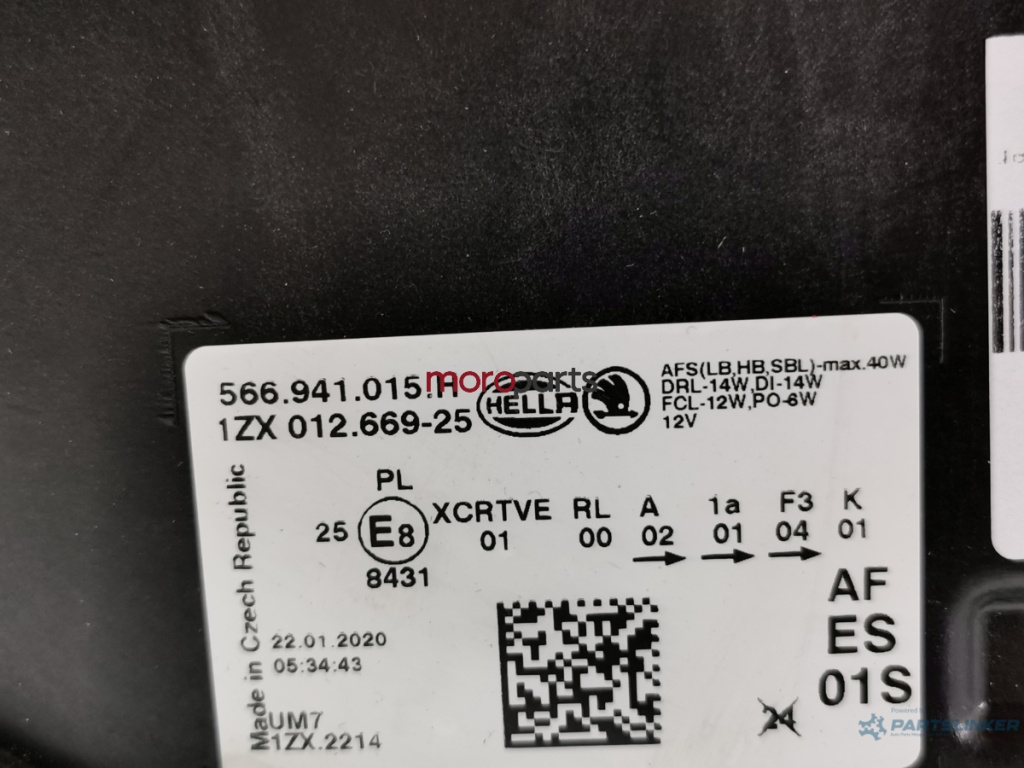 566.941.015.
moroparts
1ZX 012.669-25
HELLA
AFS(LB,HB,SBL)-max.40W
DRL-14W,DI-14W
FCL-12W,PO-6W
12V
PL
25 E8 XCRTVE RL A 1a F3 K
01 00 02 01 04 01
8431
AF
ES
01S
Made in Czech Republic
22.01.2020
05:34:43
UM7
1ZX.2214
24
Powered by
PARTSLINKER